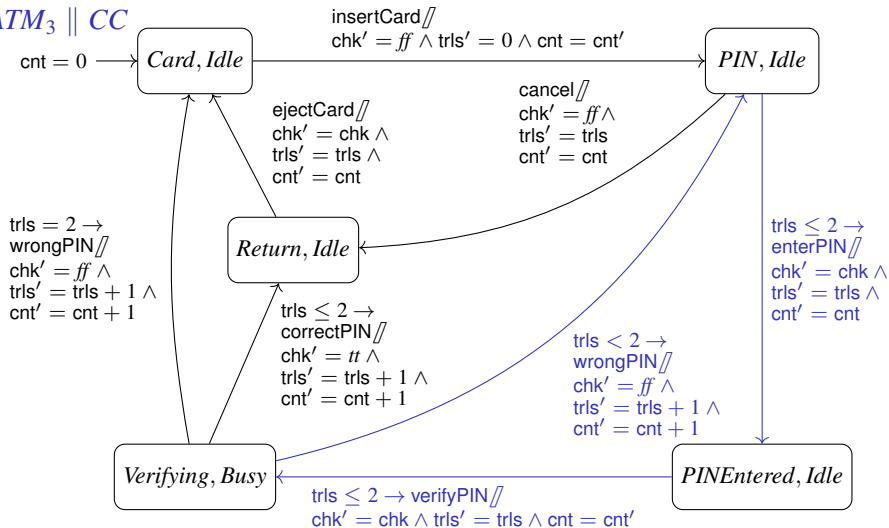 ATM₃ ∥ CC
insertCard⫽
chk′ = ff ∧ trls′ = 0 ∧ cnt = cnt′
cnt = 0
Card, Idle
PIN, Idle
ejectCard⫽
chk′ = chk ∧
trls′ = trls ∧
cnt′ = cnt
cancel⫽
chk′ = ff ∧
trls′ = trls
cnt′ = cnt
trls = 2 →
wrongPIN⫽
chk′ = ff ∧
trls′ = trls + 1 ∧
cnt′ = cnt + 1
Return, Idle
trls ≤ 2 →
enterPIN⫽
chk′ = chk ∧
trls′ = trls ∧
cnt′ = cnt
trls ≤ 2 →
correctPIN⫽
chk′ = tt ∧
trls′ = trls + 1 ∧
cnt′ = cnt + 1
trls < 2 →
wrongPIN⫽
chk′ = ff ∧
trls′ = trls + 1 ∧
cnt′ = cnt + 1
Verifying, Busy
PINEntered, Idle
trls ≤ 2 → verifyPIN⫽
chk′ = chk ∧ trls′ = trls ∧ cnt = cnt′